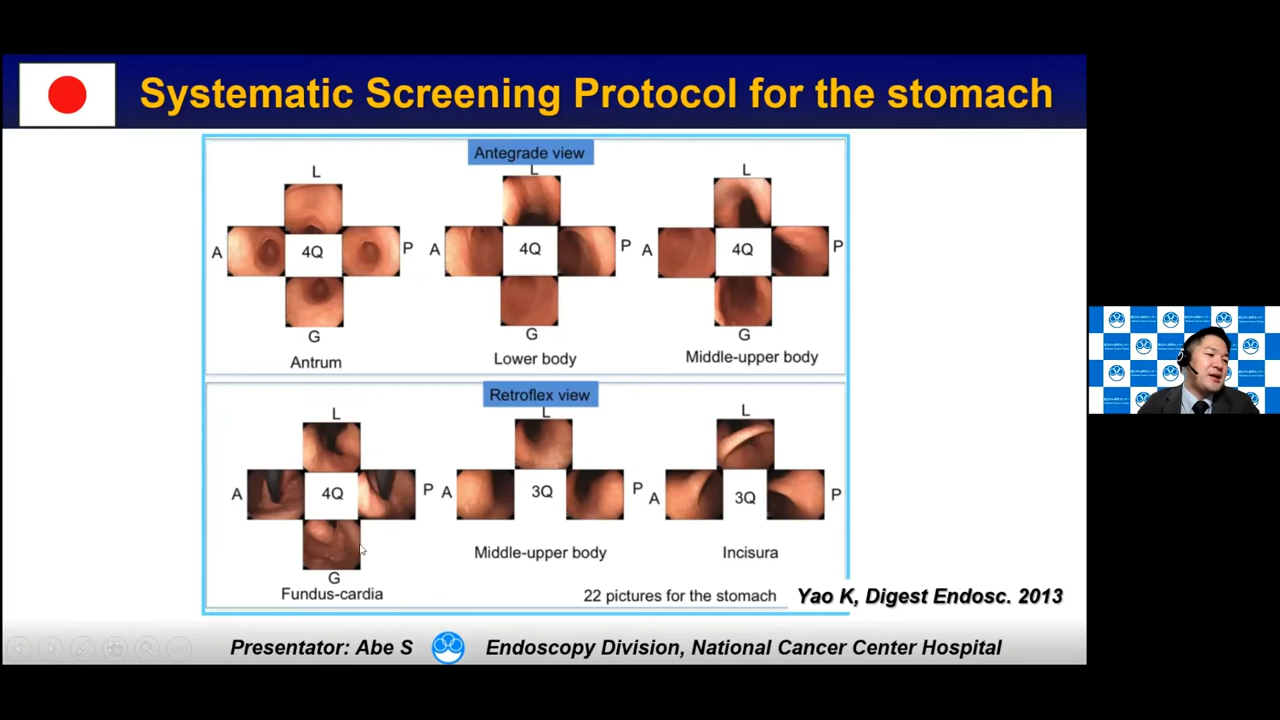 Systematic Screening Protocol for the stomach
Antegrade view
L
L
L
A
4Q
P
A
4Q
P
A
4Q
P
G
G
G
Antrum
Lower body
Middle-upper body
Retroflex view
L
L
L
A
4Q
P
A
3Q
P
A
3Q
P
G
Fundus-cardia
Middle-upper body
Incisura
22 pictures for the stomach
Yao K, Digest Endosc. 2013
Presentator: Abe S
Endoscopy Division, National Cancer Center Hospital